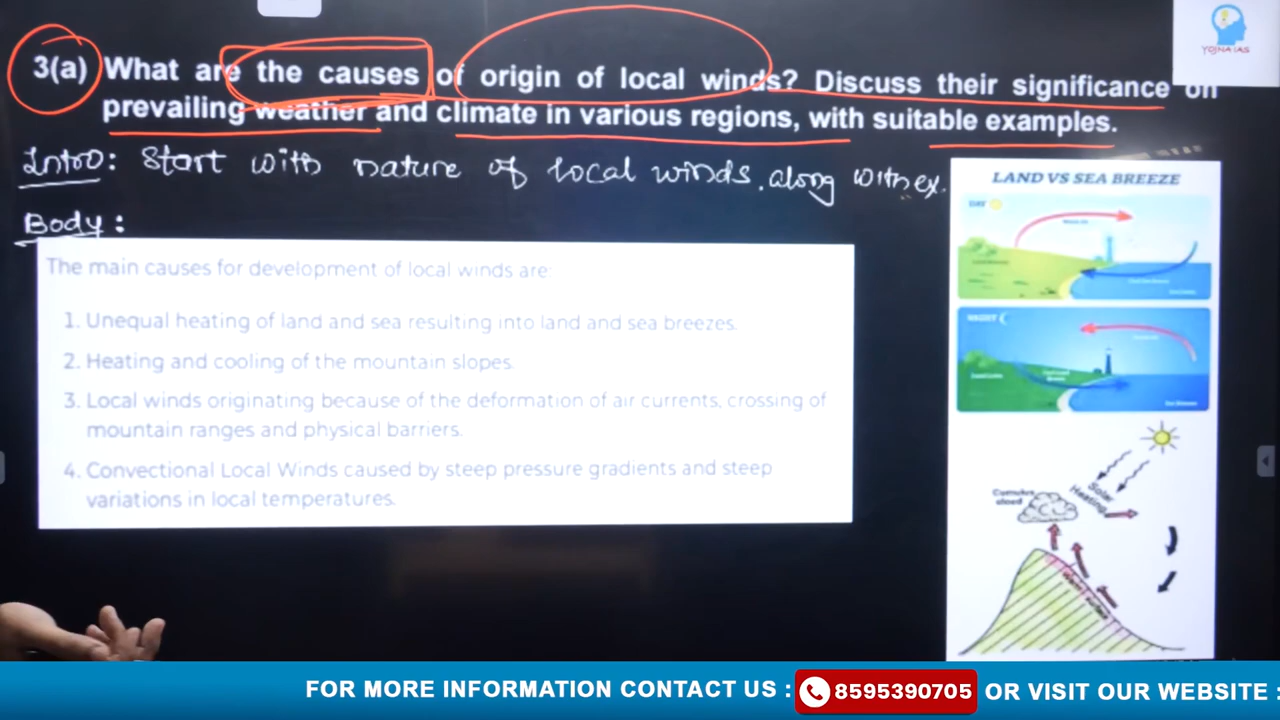 YOJNA IAS
3(a) What are the causes of origin of local winds? Discuss their significance on
prevailing weather and climate in various regions, with suitable examples.
Intro: Start with nature of local winds, along with ex.
Body:
The main causes for development of local winds are:
1. Unequal heating of land and sea resulting into land and sea breezes.
2. Heating and cooling of the mountain slopes.
3. Local winds originating because of the deformation of air currents, crossing of
mountain ranges and physical barriers.
4. Convectional Local Winds caused by steep pressure gradients and steep
variations in local temperatures.
LAND VS SEA BREEZE
DAY
NIGHT
Cumulus
cloud
Solar
Heating
Warm surface
FOR MORE INFORMATION CONTACT US : 8595390705 OR VISIT OUR WEBSITE :